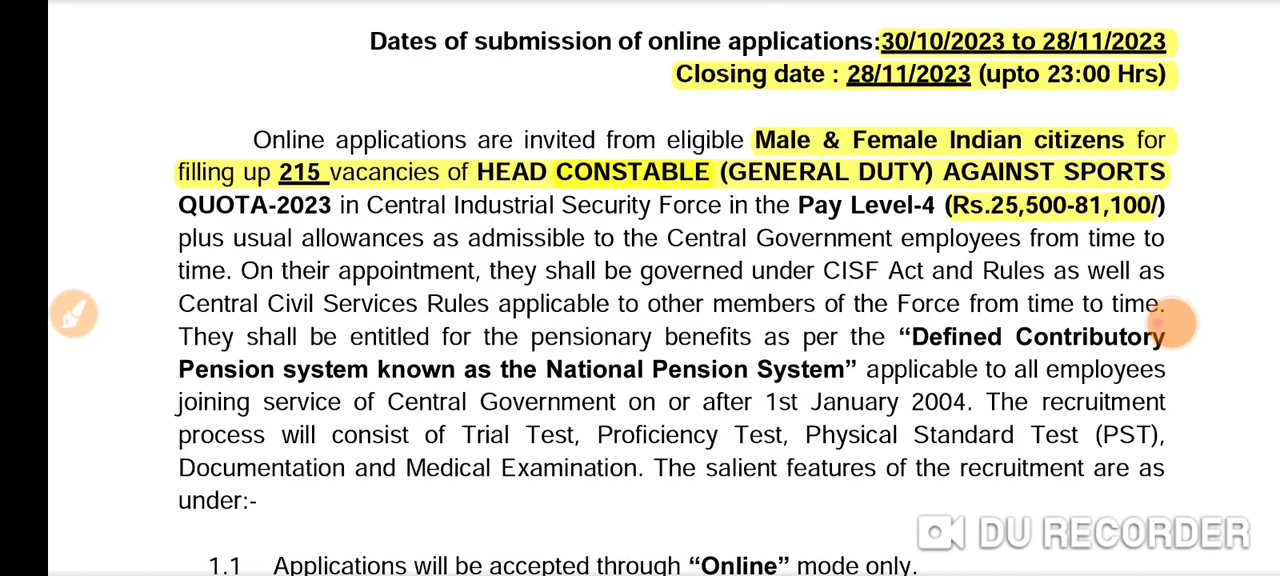 Dates of submission of online applications:30/10/2023 to 28/11/2023
Closing date : 28/11/2023 (upto 23:00 Hrs)
Online applications are invited from eligible Male & Female Indian citizens for
filling up 215 vacancies of HEAD CONSTABLE (GENERAL DUTY) AGAINST SPORTS
QUOTA-2023 in Central Industrial Security Force in the Pay Level-4 (Rs.25,500-81,100/)
plus usual allowances as admissible to the Central Government employees from time to
time. On their appointment, they shall be governed under CISF Act and Rules as well as
Central Civil Services Rules applicable to other members of the Force from time to time.
They shall be entitled for the pensionary benefits as per the “Defined Contributory
Pension system known as the National Pension System” applicable to all employees
joining service of Central Government on or after 1st January 2004. The recruitment
process will consist of Trial Test, Proficiency Test, Physical Standard Test (PST),
Documentation and Medical Examination. The salient features of the recruitment are as
under:-
DU RECORDER
1.1 Applications will be accepted through “Online” mode only.